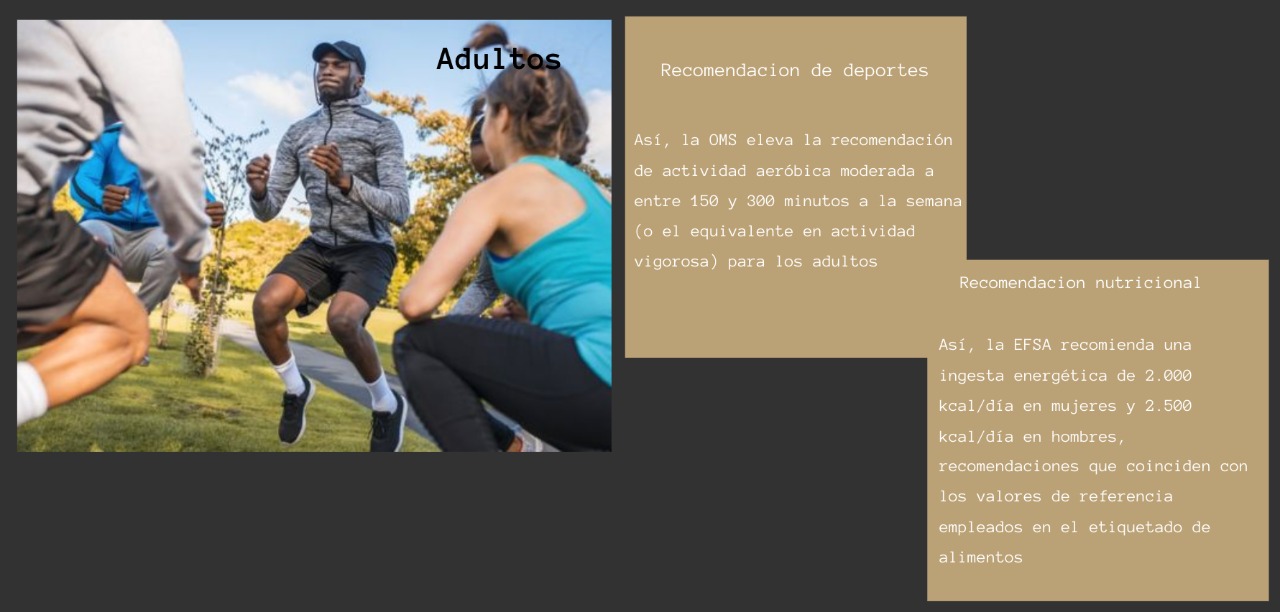 Adultos
Recomendacion de deportes
Así, la OMS eleva la recomendación
de actividad aeróbica moderada a
entre 150 y 300 minutos a la semana
(o el equivalente en actividad
vigorosa) para los adultos
Recomendacion nutricional
Así, la EFSA recomienda una
ingesta energética de 2.000
kcal/día en mujeres y 2.500
kcal/día en hombres,
recomendaciones que coinciden con
los valores de referencia
empleados en el etiquetado de
alimentos